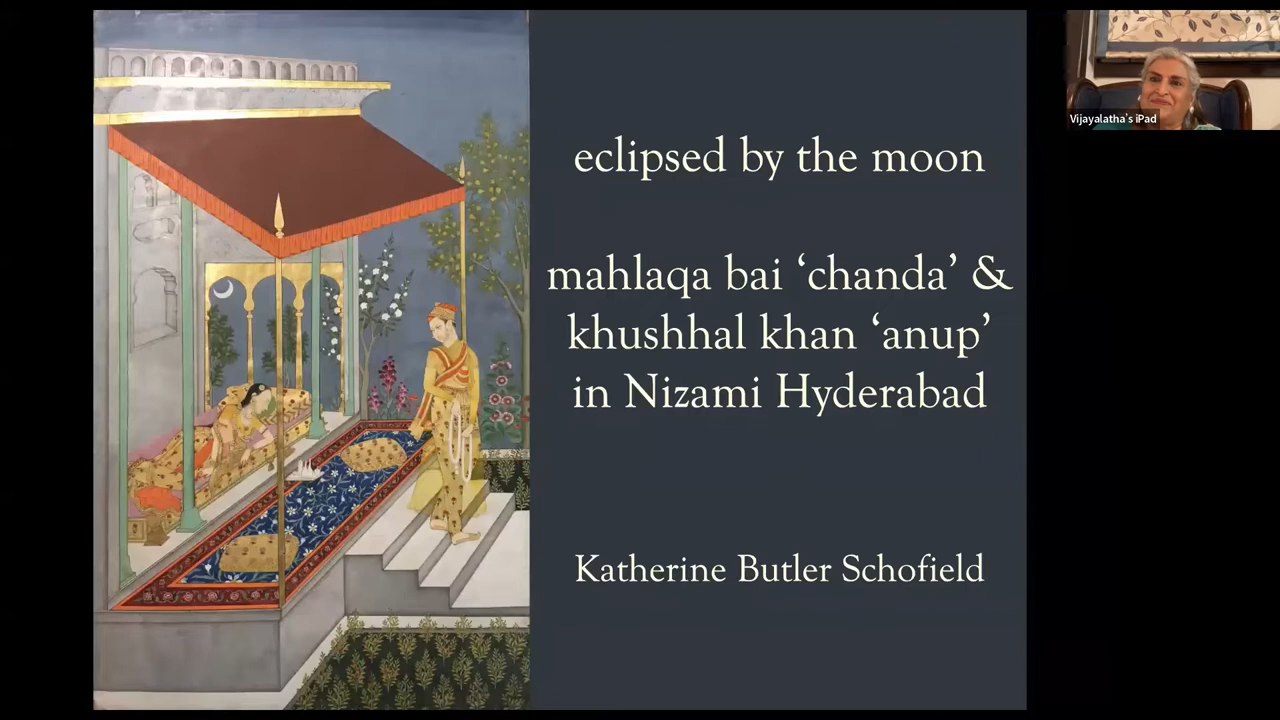 eclipsed by the moon
mahlaqa bai ‘chanda’ &
khushhal khan ‘anup’
in Nizami Hyderabad
Katherine Butler Schofield
Vijayalatha's iPad